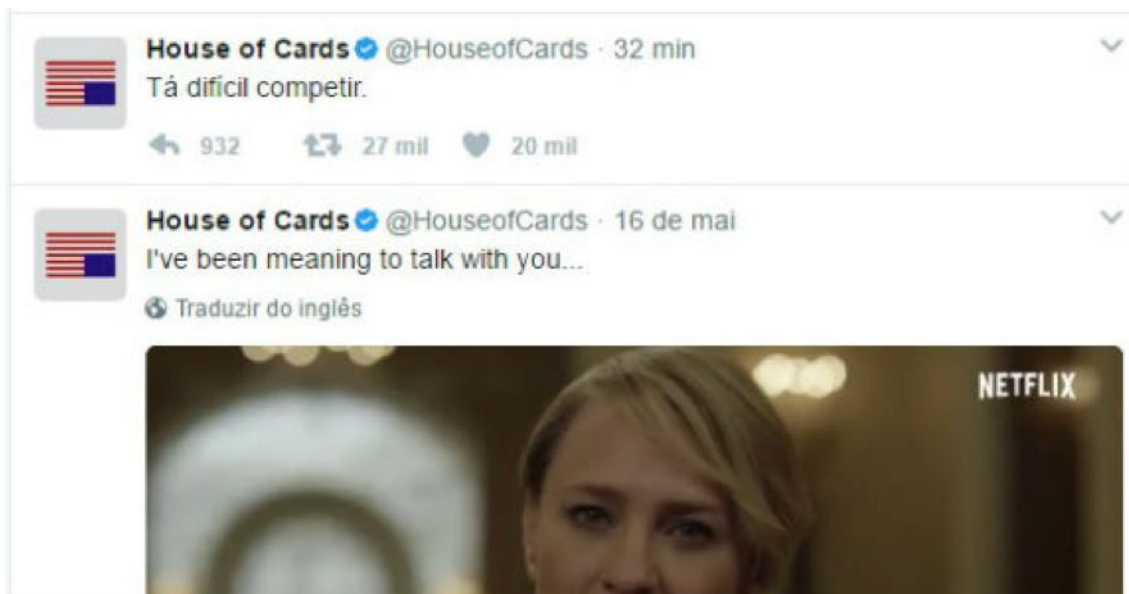 House of Cards @HouseofCards · 32 min
Tá difícil competir.
932 27 mil 20 mil
House of Cards @HouseofCards · 16 de mai
I've been meaning to talk with you...
Traduzir do inglês
NETFLIX